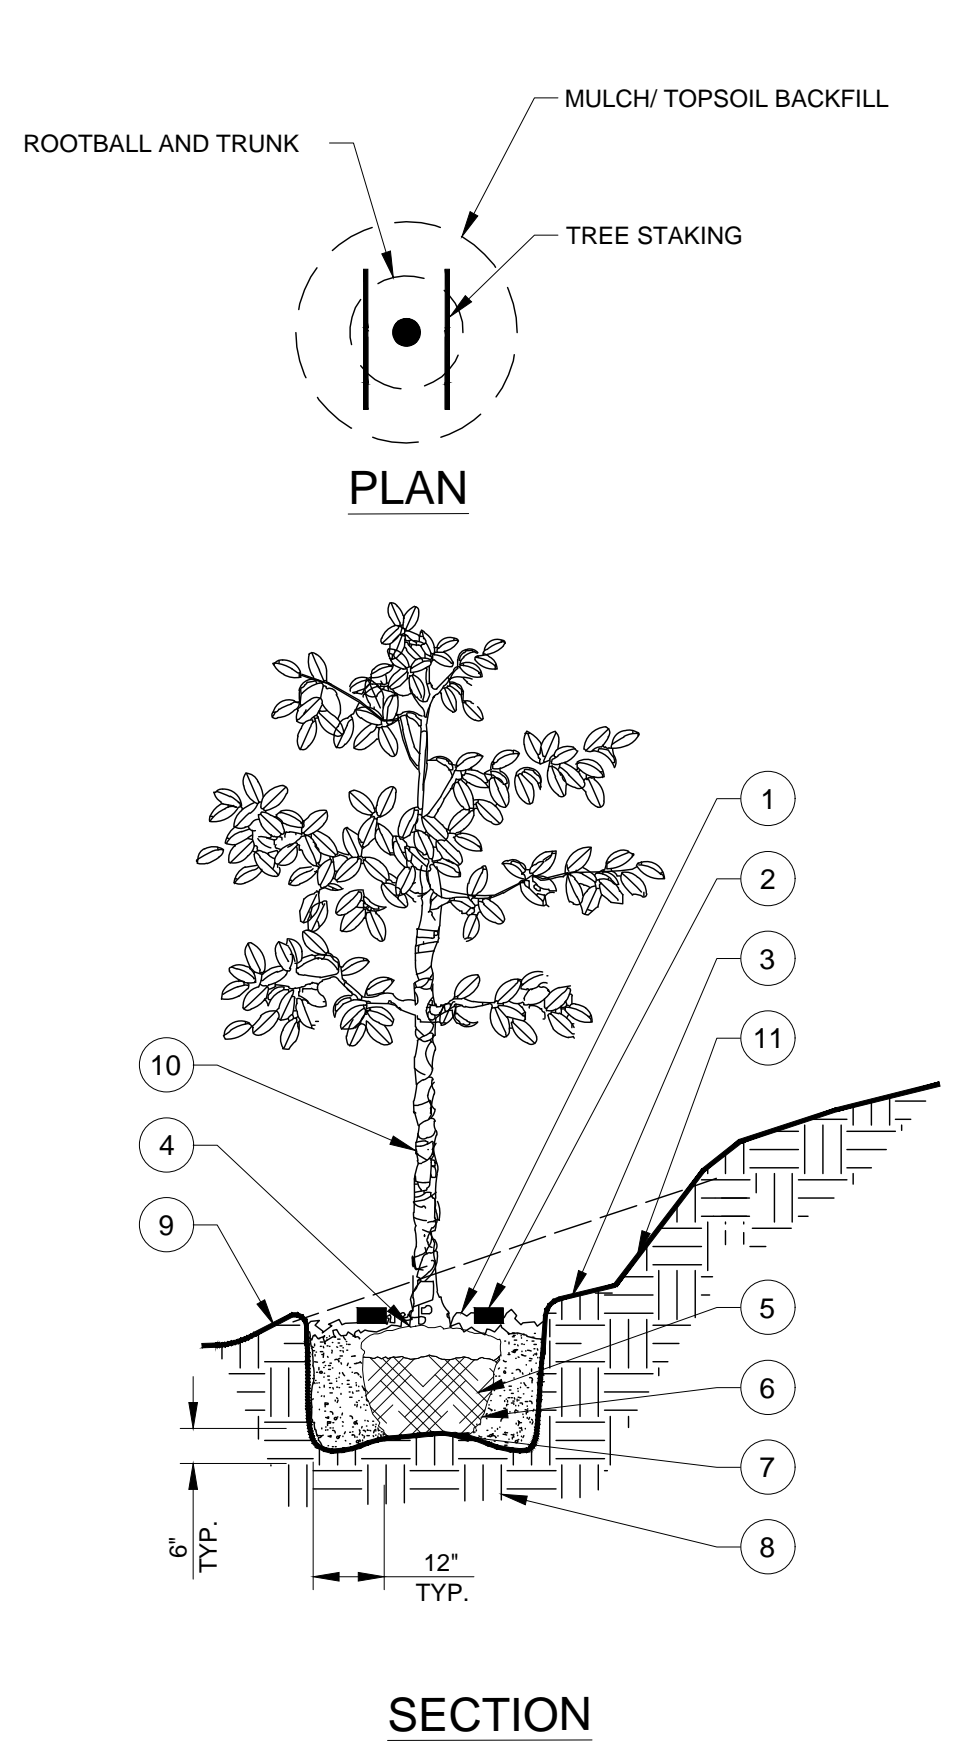 MULCH/ TOPSOIL BACKFILL
ROOTBALL AND TRUNK
TREE STAKING
PLAN
1
2
3
11
10
4
9
5
6
7
8
6"
TYP.
12"
TYP.
SECTION